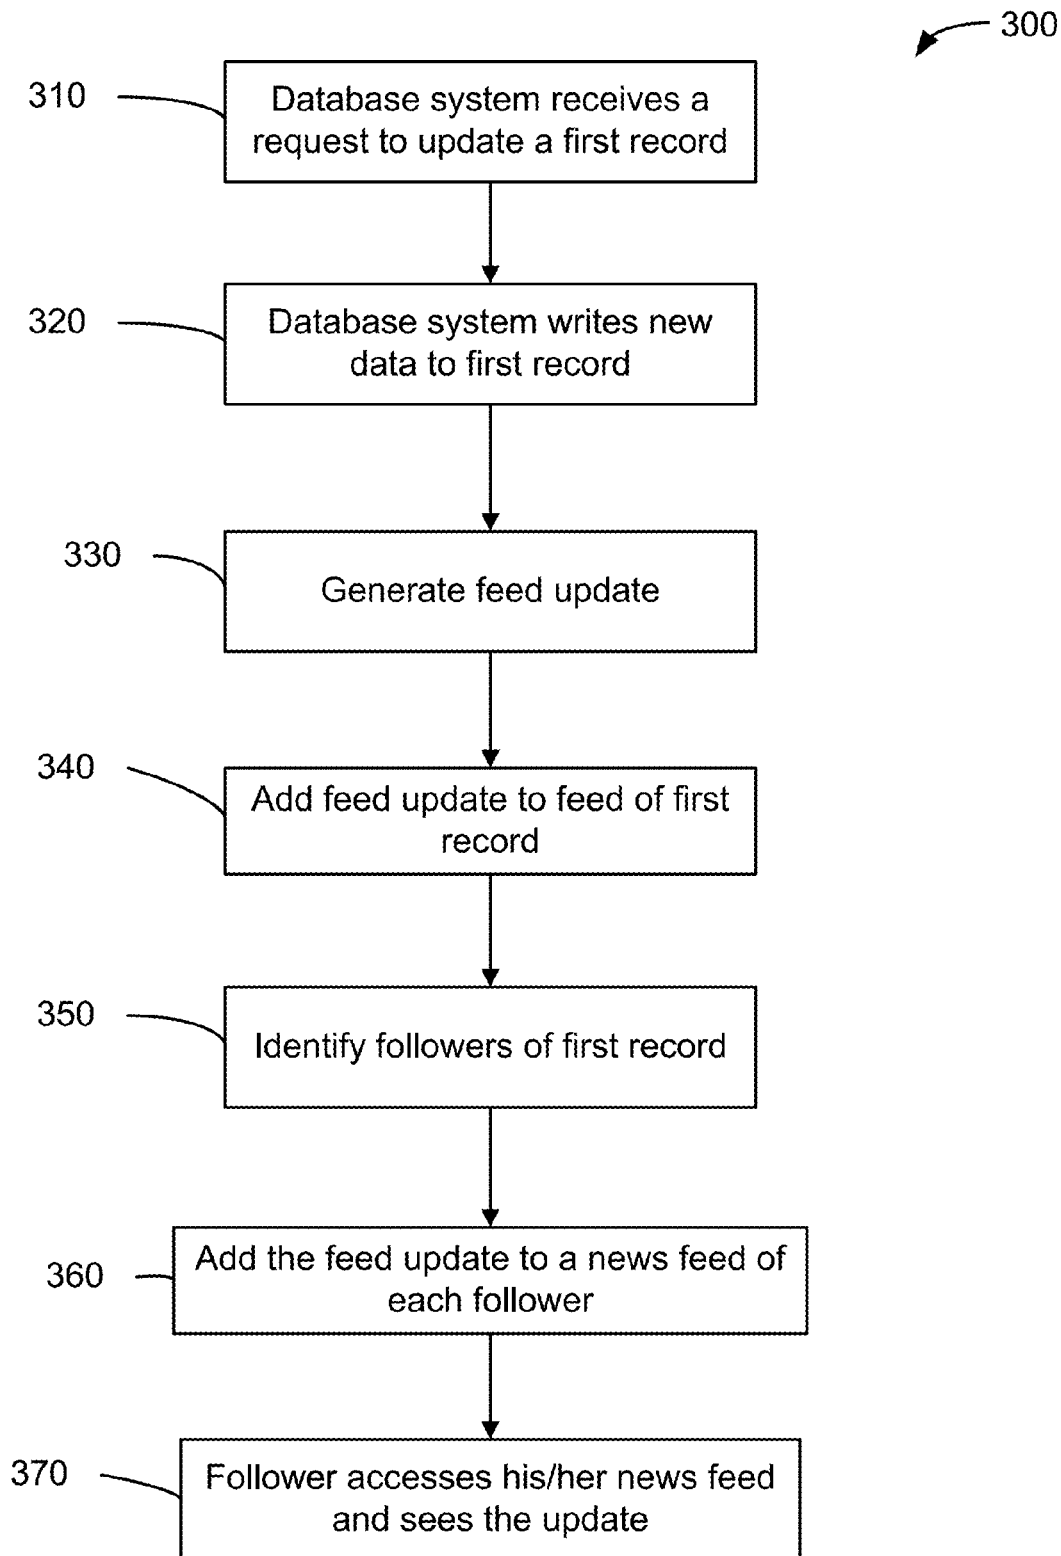 300
310
Database system receives a
request to update a first record
320
Database system writes new
data to first record
330
Generate feed update
340
Add feed update to feed of first
record
350
Identify followers of first record
360
Add the feed update to a news feed of
each follower
370
Follower accesses his/her news feed
and sees the update